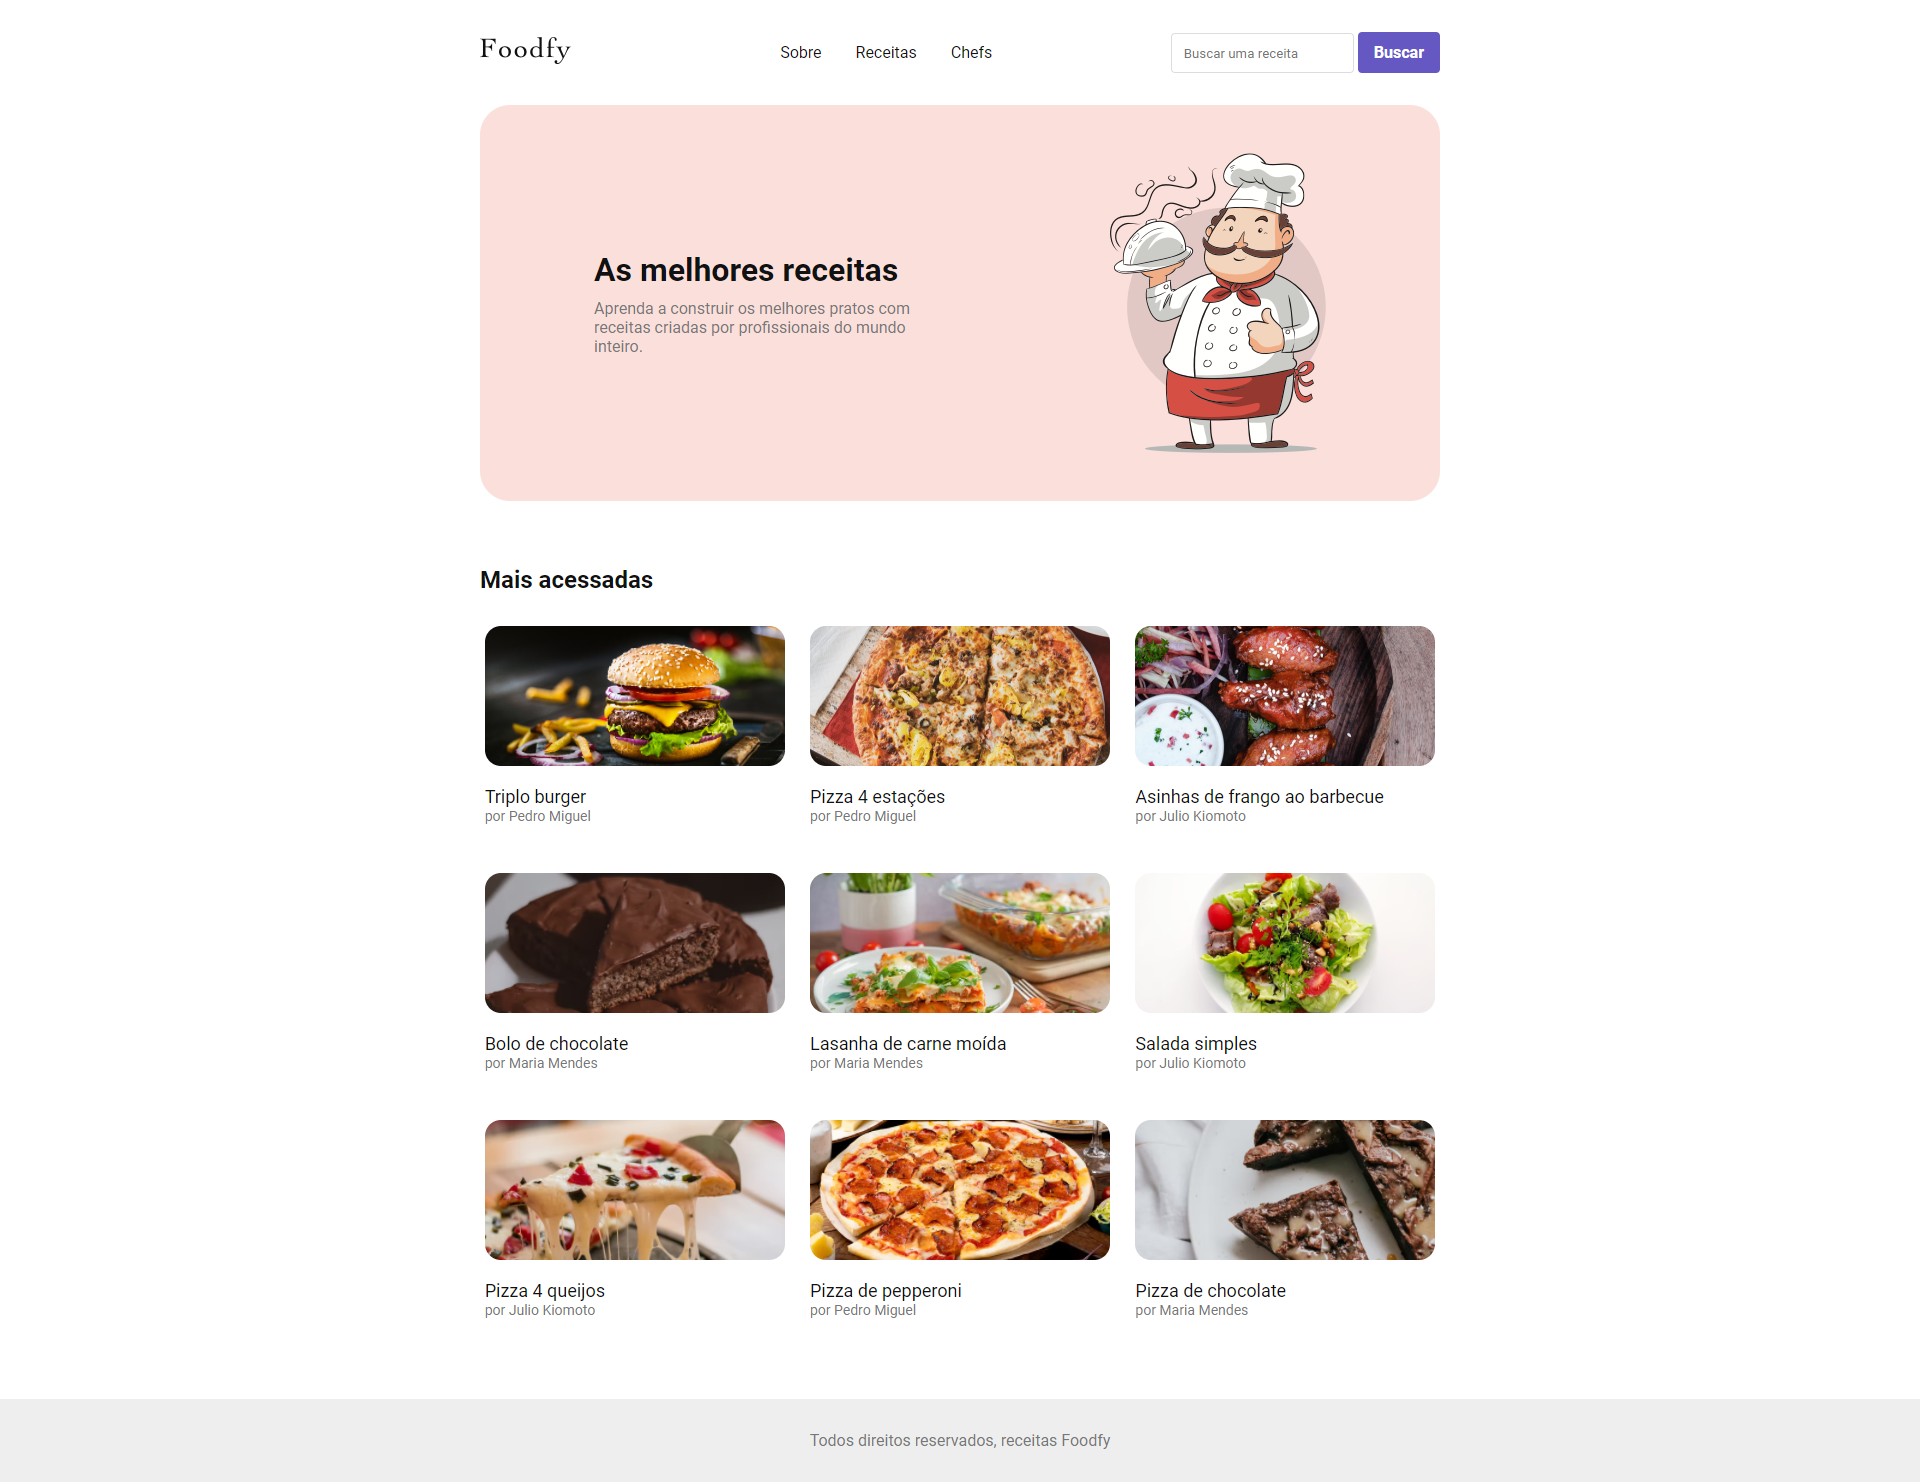 Foodfy
Sobre Receitas Chefs
Buscar uma receita
Buscar
As melhores receitas
Aprenda a construir os melhores pratos com
receitas criadas por profissionais do mundo
inteiro.
Mais acessadas
Triplo burger
por Pedro Miguel
Pizza 4 estações
por Pedro Miguel
Asinhas de frango ao barbecue
por Julio Kiomoto
Bolo de chocolate
por Maria Mendes
Lasanha de carne moída
por Maria Mendes
Salada simples
por Julio Kiomoto
Pizza 4 queijos
por Julio Kiomoto
Pizza de pepperoni
por Pedro Miguel
Pizza de chocolate
por Maria Mendes
Todos direitos reservados, receitas Foodfy